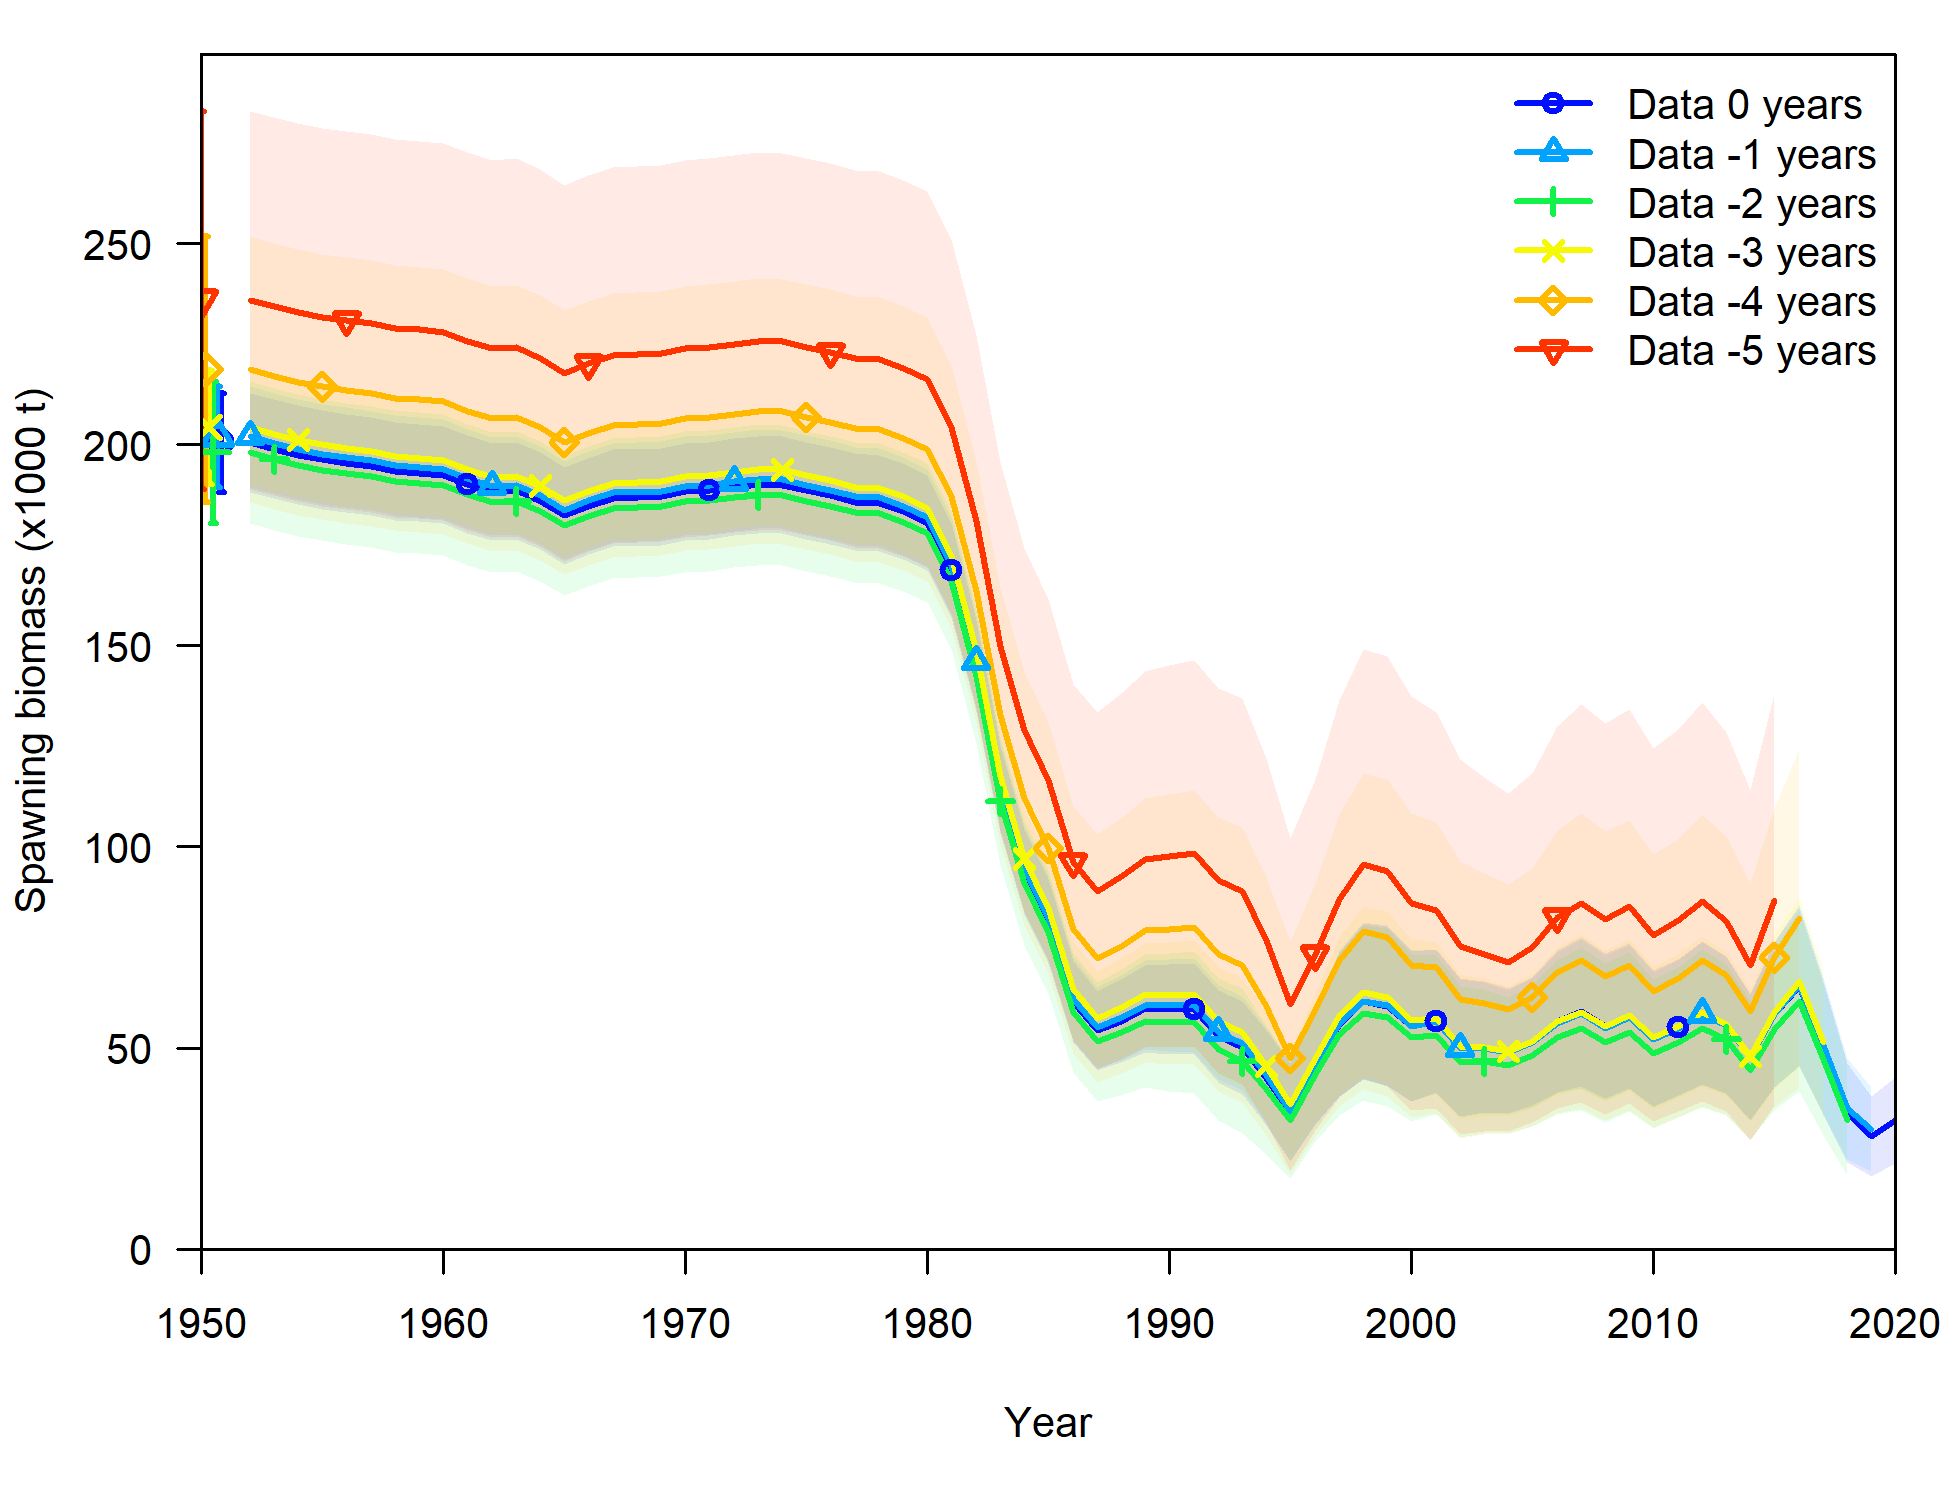 Data 0 years
Data -1 years
Data -2 years
Data -3 years
Data -4 years
Data -5 years
Spawning biomass (x1000 t)
250
200
150
100
50
0
1950 1960 1970 1980 1990 2000 2010 2020
Year